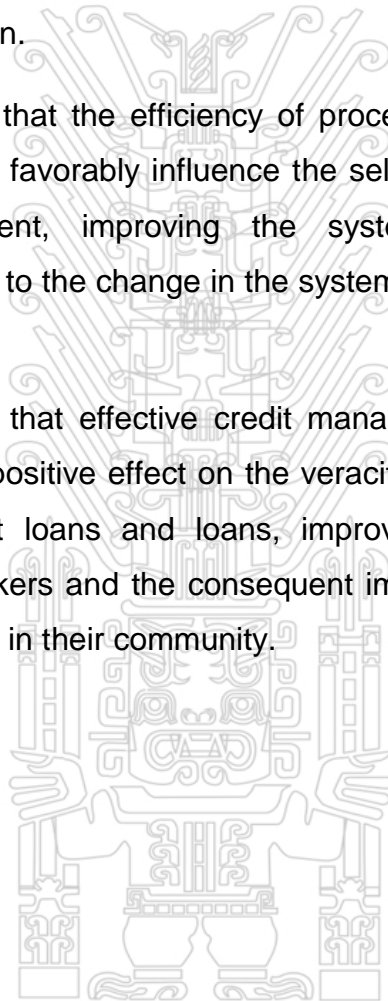 n.
that the efficiency of proce
favorably influence the sel
ent, improving the syste
to the change in the system
that effective credit mana
positive effect on the veracit
t loans and loans, improv
kers and the consequent im
in their community.